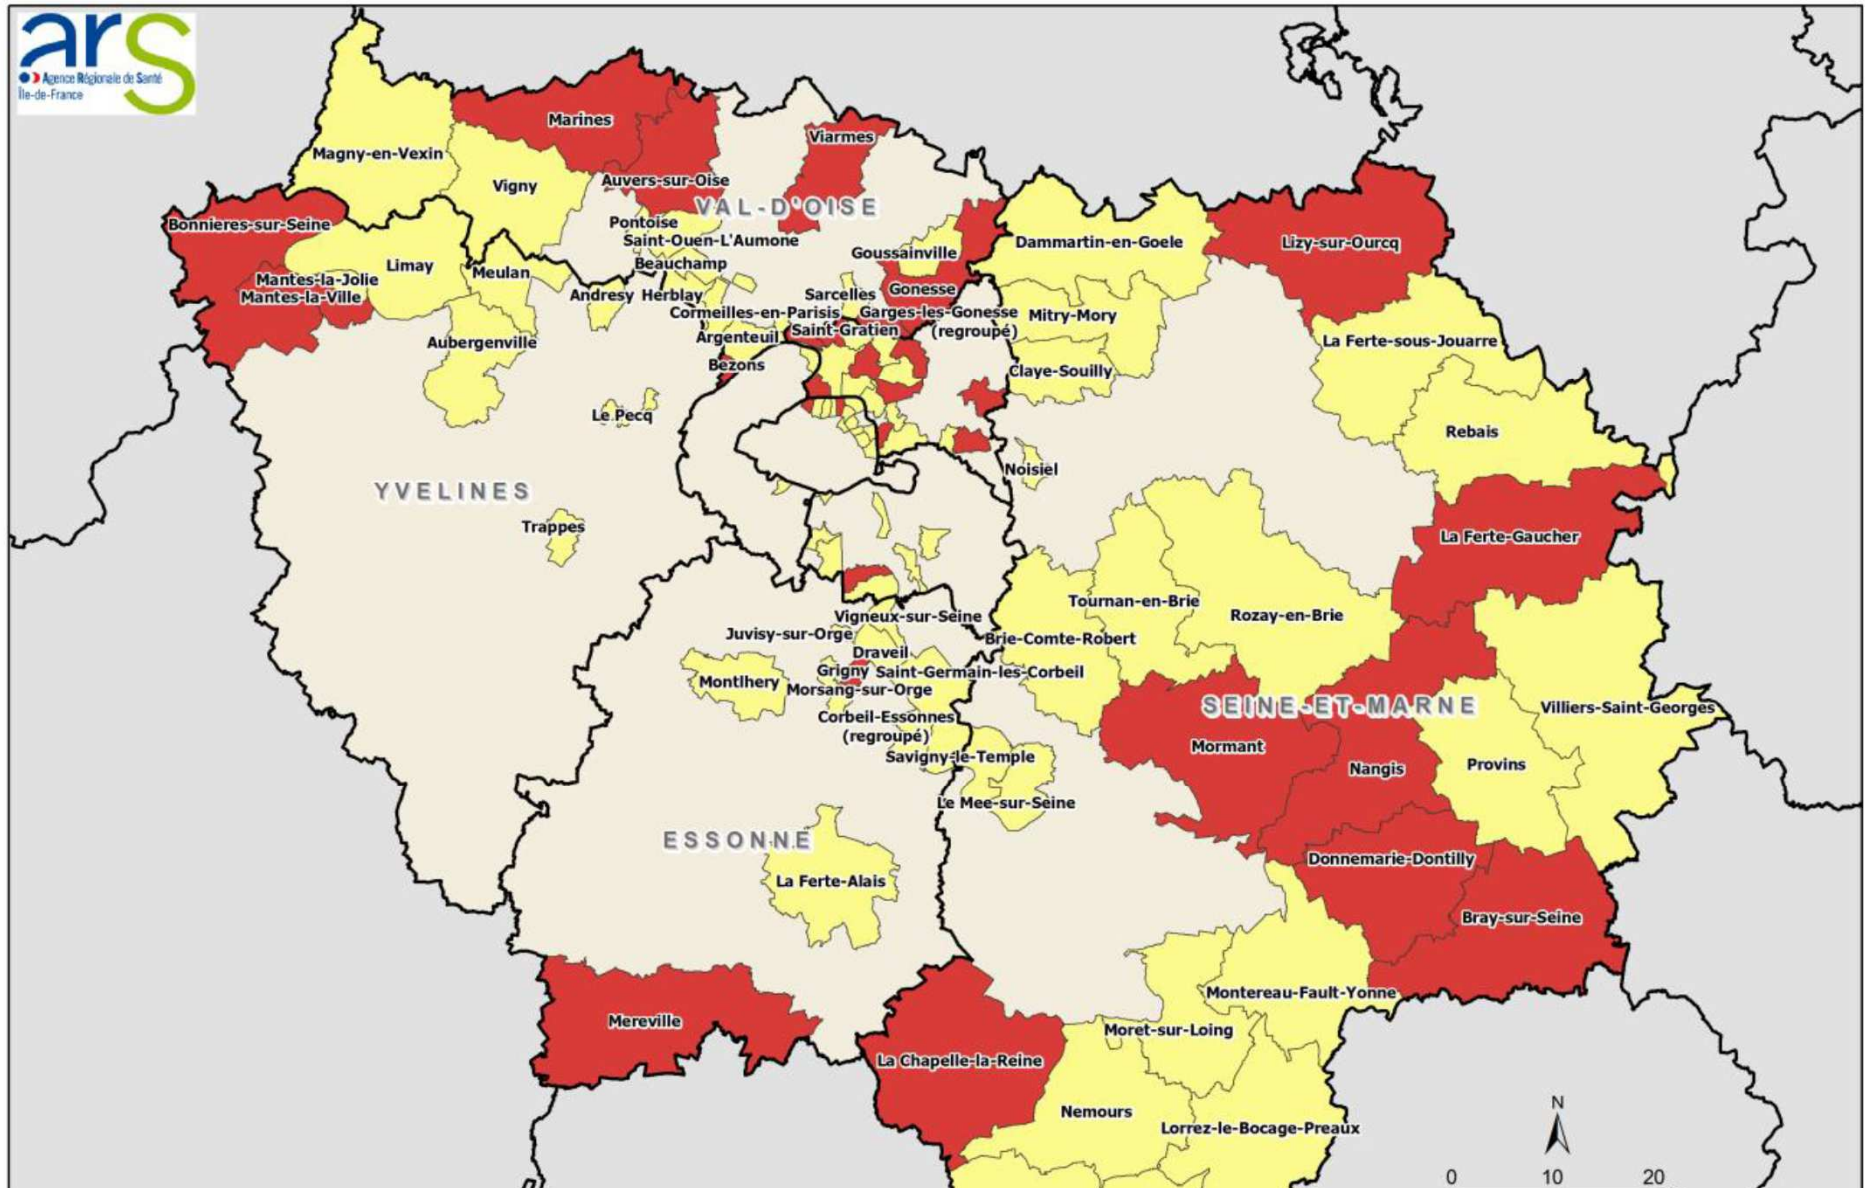 ars
Agence Régionale de Santé
Île-de-France
Marines
Viarmes
Magny-en-Vexin
Vigny
Auvers-sur-Oise
VAL-D'OISE
Bonnieres-sur-Seine
Pontoise
Saint-Ouen-L'Aumone
Dammartin-en-Goele
Lizy-sur-Ourcq
Goussainville
Limay
Beauchamp
Meulan
Mantes-la-Jolie
Mantes-la-Ville
Andresy
Herblay
Sarcelles
Gonesse
Cormeilles-en-Parisis
Garges-les-Gonesse
(regroupé)
Mitry-Mory
Saint-Gratien
Argenteuil
Aubergenville
La Ferte-sous-Jouarre
Bezons
Claye-Souilly
Le Pecq
Rebais
Noisiel
YVELINES
Trappes
La Ferte-Gaucher
Tournan-en-Brie
Rozay-en-Brie
Vigneux-sur-Seine
Juvisy-sur-Orge
Brie-Comte-Robert
Draveil
Grigny
Saint-Germain-les-Corbeil
Montlhery
Morsang-sur-Orge
SEINE-ET-MARNE
Villiers-Saint-Georges
Corbeil-Essonnes
(regroupé)
Mormant
Savigny-le-Temple
Nangis
Provins
Le Mee-sur-Seine
ESSONNE
Donnemarie-Dontilly
La Ferte-Alais
Bray-sur-Seine
Montereau-Fault-Yonne
Mereville
Moret-sur-Loing
La Chapelle-la-Reine
Nemours
Lorrez-le-Bocage-Preaux
N
0 10 20